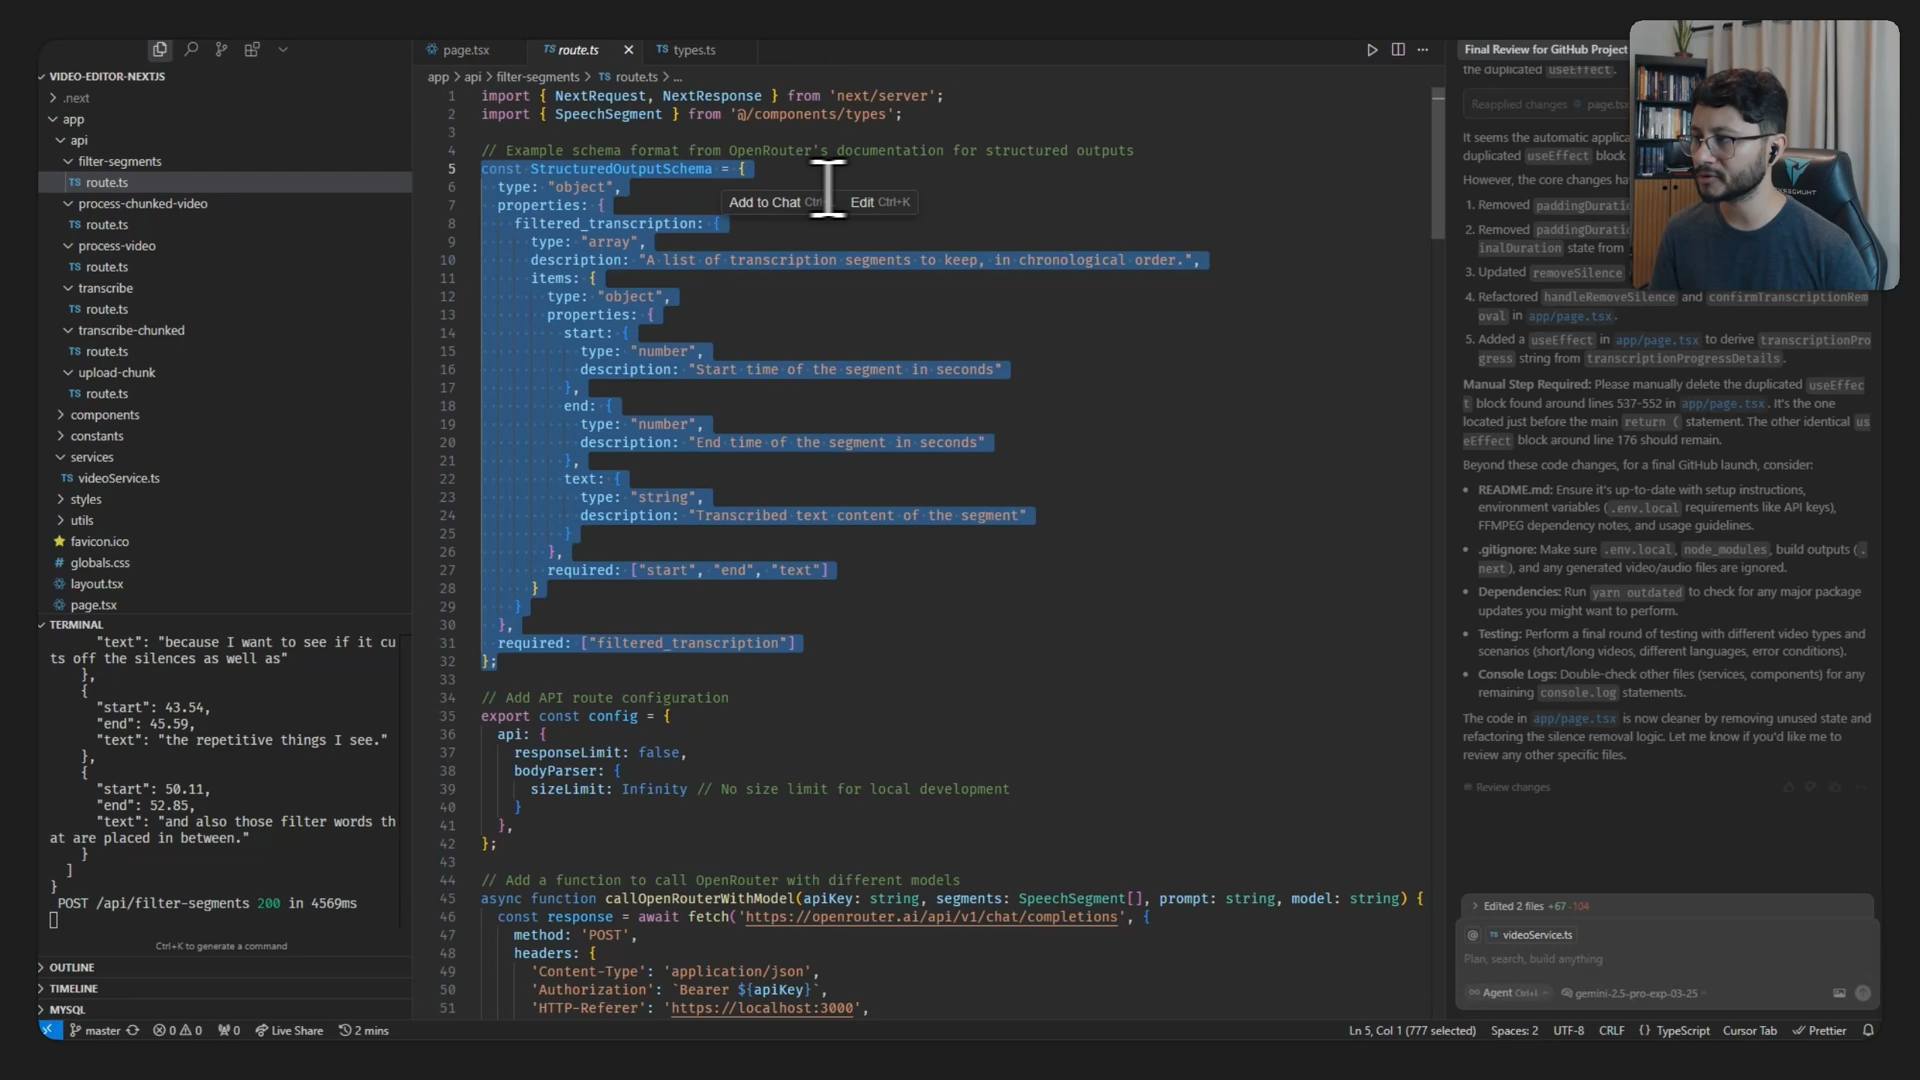 page.tsx
TS route.ts
TS types.ts
Final Review for GitHub Project
VIDEO-EDITOR-NEXTJS
.next
app
api
filter-segments
route.ts
process-chunked-video
route.ts
process-video
route.ts
transcribe
route.ts
transcribe-chunked
route.ts
upload-chunk
route.ts
components
constants
services
TS videoService.ts
styles
utils
favicon.ico
# globals.css
layout.tsx
page.tsx
TERMINAL
"text": "because I want to see if it cu
ts off the silences as well as"
},
{
"start": 43.54,
"end": 45.59,
"text": "the repetitive things I see."
},
{
"start": 50.11,
"end": 52.85,
"text": "and also those filter words th
at are placed in between."
}
]
}
POST /api/filter-segments 200 in 4569ms
Ctrl+K to generate a command
OUTLINE
TIMELINE
MYSQL
app > api > filter-segments > TS route.ts > ...
1 import { NextRequest, NextResponse } from 'next/server';
2 import { SpeechSegment } from '@/components/types';
3
4 // Example schema format from OpenRouter's documentation for structured outputs
5 const StructuredOutputSchema = {
6 type: "object",
Add to Chat Edit Ctrl+K
7 properties: {
8 filtered_transcription: {
9 type: "array",
10 description: "A list of transcription segments to keep, in chronological order.",
11 items: {
12 type: "object",
13 properties: {
14 start: {
15 type: "number",
16 description: "Start time of the segment in seconds"
17 },
18 end: {
19 type: "number",
20 description: "End time of the segment in seconds"
21 },
22 text: {
23 type: "string",
24 description: "Transcribed text content of the segment"
25 }
26 },
27 required: ["start", "end", "text"]
28 }
29 }
30 },
31 required: ["filtered_transcription"]
32 };
33
34 // Add API route configuration
35 export const config = {
36 api: {
37 responseLimit: false,
38 bodyParser: {
39 sizeLimit: Infinity // No size limit for local development
40 }
41 },
42 };
43
44 // Add a function to call OpenRouter with different models
45 async function callOpenRouterWithModel(apiKey: string, segments: SpeechSegment[], prompt: string, model: string) {
46 const response = await fetch('https://openrouter.ai/api/v1/chat/completions', {
47 method: 'POST',
48 headers: {
49 'Content-Type': 'application/json',
50 'Authorization': `Bearer ${apiKey}`,
51 'HTTP-Referer': 'https://localhost:3000',
the duplicated useEffect.
Reapplied changes page.tsx
It seems the automatic applica
duplicated useEffect block
However, the core changes ha
1. Removed paddingDuration
2. Removed paddingDuratio
inalDuration state from
3. Updated removeSilence
4. Refactored handleRemoveSilence and confirmTranscriptionRem
oval in app/page.tsx.
5. Added a useEffect in app/page.tsx to derive transcriptionPro
gress string from transcriptionProgressDetails.
Manual Step Required: Please manually delete the duplicated useEffec
t block found around lines 537-552 in app/page.tsx. It's the one
located just before the main return ( statement. The other identical us
eEffect block around line 176 should remain.
Beyond these code changes, for a final GitHub launch, consider:
• README.md: Ensure it's up-to-date with setup instructions,
environment variables (.env.local requirements like API keys),
FFMPEG dependency notes, and usage guidelines.
• .gitignore: Make sure .env.local, node_modules, build outputs (.
next), and any generated video/audio files are ignored.
• Dependencies: Run yarn outdated to check for any major package
updates you might want to perform.
• Testing: Perform a final round of testing with different video types and
scenarios (short/long videos, different languages, error conditions).
• Console Logs: Double-check other files (services, components) for any
remaining console.log statements.
The code in app/page.tsx is now cleaner by removing unused state and
refactoring the silence removal logic. Let me know if you'd like me to
review any other specific files.
Review changes
Edited 2 files +67 -104
@ TS videoService.ts
Plan, search, build anything
Agent Ctrl+I gemini-2.5-pro-exp-03-25
master 0 0 0 Live Share 2 mins
Ln 5, Col 1 (777 selected) Spaces: 2 UTF-8 CRLF {} TypeScript Cursor Tab Prettier